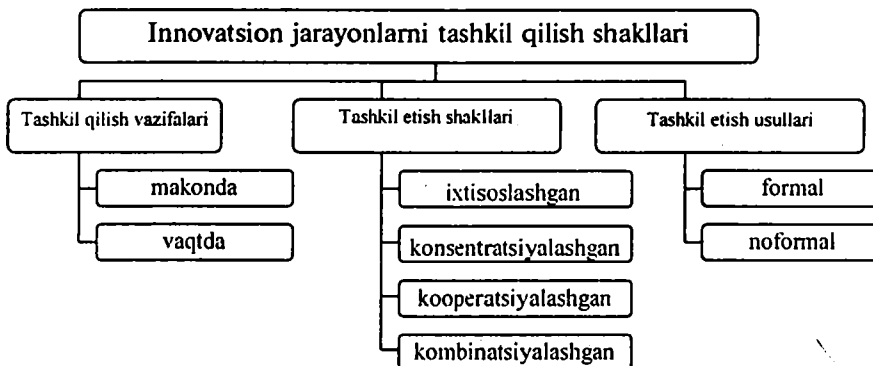 Innovatsion jarayonlarni tashkil qilish shakllari
Tashkil qilish vazifalari
makonda
vaqtda
Tashkil etish shakllari
ixtisoslashgan
konsentratsiyalashgan
kooperatsiyalashgan
kombinatsiyalashgan
Tashkil etish usullari
formal
noformal